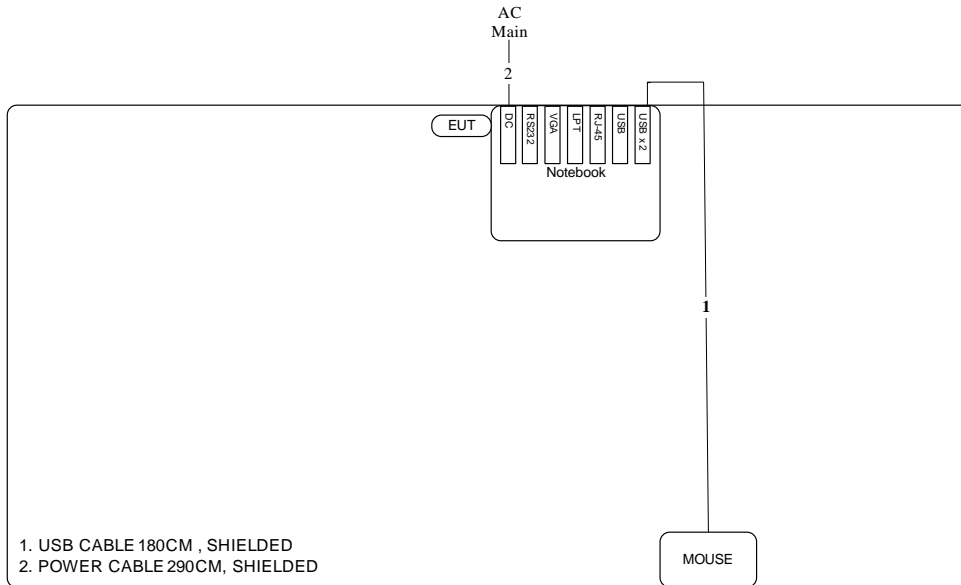 AC
Main
2
EUT
DC
RS232
VGA
LPT
RJ-45
USB
USB x 2
Notebook
1
1. USB CABLE 180CM , SHIELDED
2. POWER CABLE 290CM, SHIELDED
MOUSE